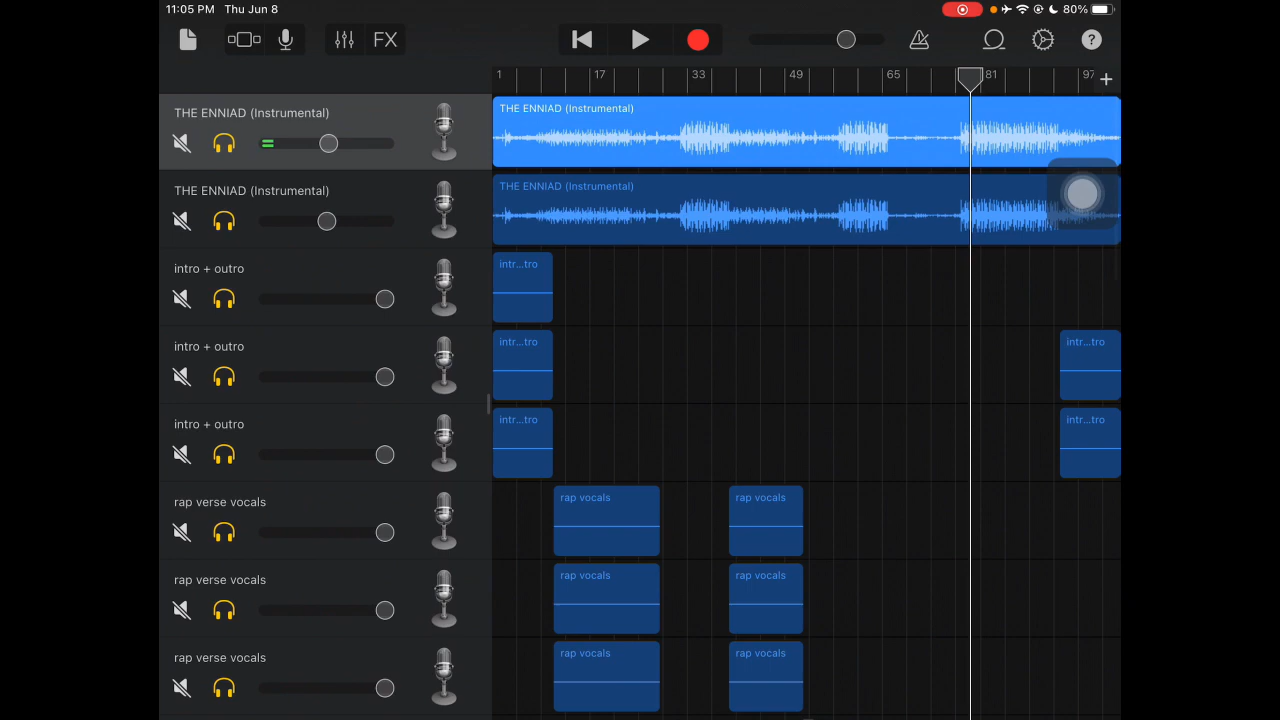 11:05 PM Thu Jun 8
80%
FX
?
1 17 33 49 65 81 97 +
THE ENNIAD (Instrumental)
THE ENNIAD (Instrumental)
THE ENNIAD (Instrumental)
THE ENNIAD (Instrumental)
intro + outro
intr...tro
intro + outro
intr...tro
intr...tro
intro + outro
intr...tro
intr...tro
rap verse vocals
rap vocals
rap vocals
rap verse vocals
rap vocals
rap vocals
rap verse vocals
rap vocals
rap vocals